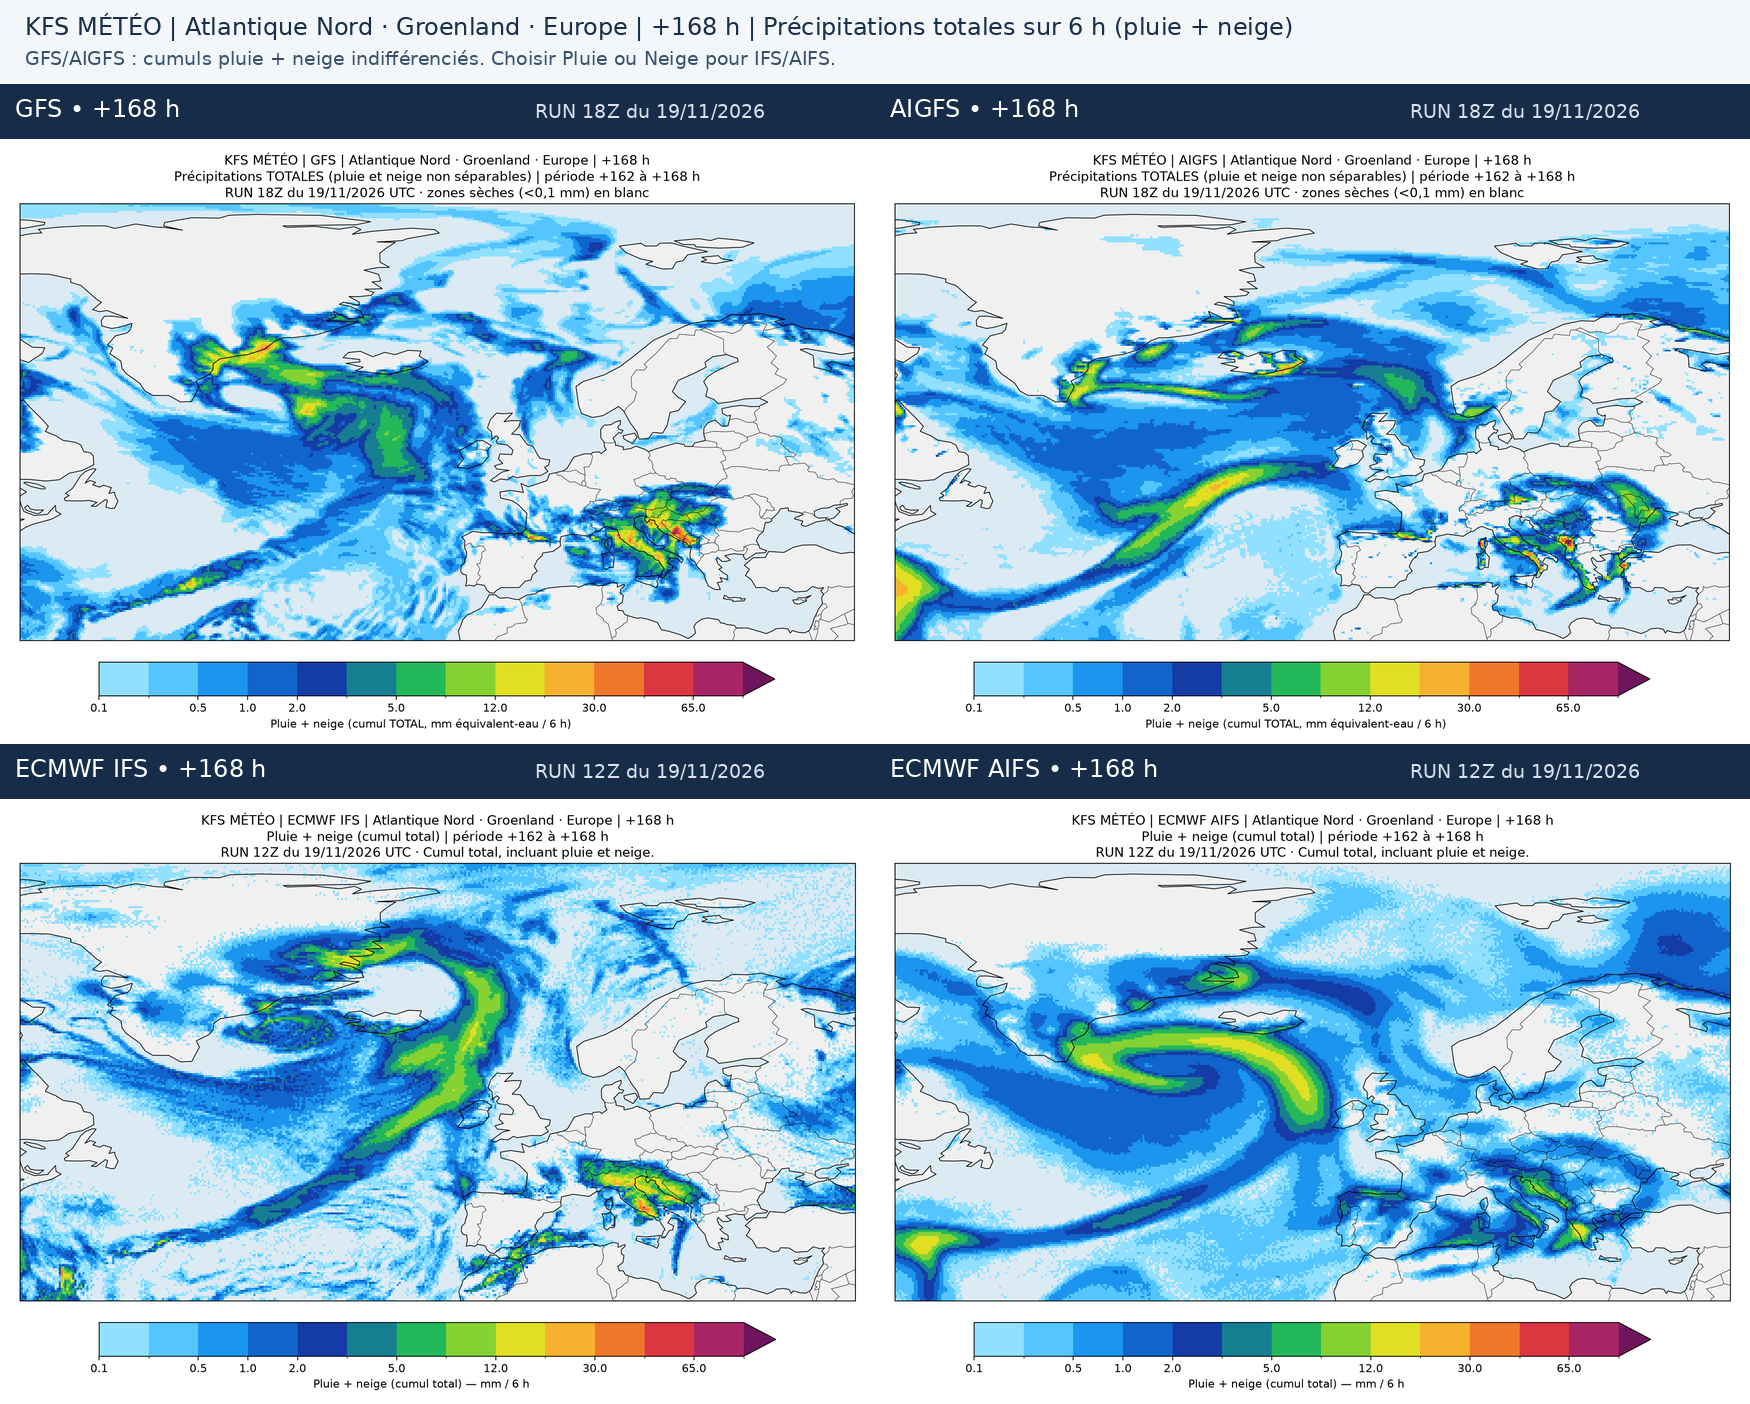 KFS MÉTÉO | Atlantique Nord · Groenland · Europe | +168 h | Précipitations totales sur 6 h (pluie + neige)
GFS/AIGFS : cumuls pluie + neige indifférenciés. Choisir Pluie ou Neige pour IFS/AIFS.
GFS • +168 h
RUN 18Z du 19/11/2026
AIGFS • +168 h
RUN 18Z du 19/11/2026
KFS MÉTÉO | GFS | Atlantique Nord · Groenland · Europe | +168 h
Précipitations TOTALES (pluie et neige non séparables) | période +162 à +168 h
RUN 18Z du 19/11/2026 UTC · zones sèches (<0,1 mm) en blanc
KFS MÉTÉO | AIGFS | Atlantique Nord · Groenland · Europe | +168 h
Précipitations TOTALES (pluie et neige non séparables) | période +162 à +168 h
RUN 18Z du 19/11/2026 UTC · zones sèches (<0,1 mm) en blanc
0.1 0.5 1.0 2.0 5.0 12.0 30.0 65.0
Pluie + neige (cumul TOTAL, mm équivalent-eau / 6 h)
0.1 0.5 1.0 2.0 5.0 12.0 30.0 65.0
Pluie + neige (cumul TOTAL, mm équivalent-eau / 6 h)
ECMWF IFS • +168 h
RUN 12Z du 19/11/2026
ECMWF AIFS • +168 h
RUN 12Z du 19/11/2026
KFS MÉTÉO | ECMWF IFS | Atlantique Nord · Groenland · Europe | +168 h
Pluie + neige (cumul total) | période +162 à +168 h
RUN 12Z du 19/11/2026 UTC · Cumul total, incluant pluie et neige.
KFS MÉTÉO | ECMWF AIFS | Atlantique Nord · Groenland · Europe | +168 h
Pluie + neige (cumul total) | période +162 à +168 h
RUN 12Z du 19/11/2026 UTC · Cumul total, incluant pluie et neige.
0.1 0.5 1.0 2.0 5.0 12.0 30.0 65.0
Pluie + neige (cumul total) — mm / 6 h
0.1 0.5 1.0 2.0 5.0 12.0 30.0 65.0
Pluie + neige (cumul total) — mm / 6 h